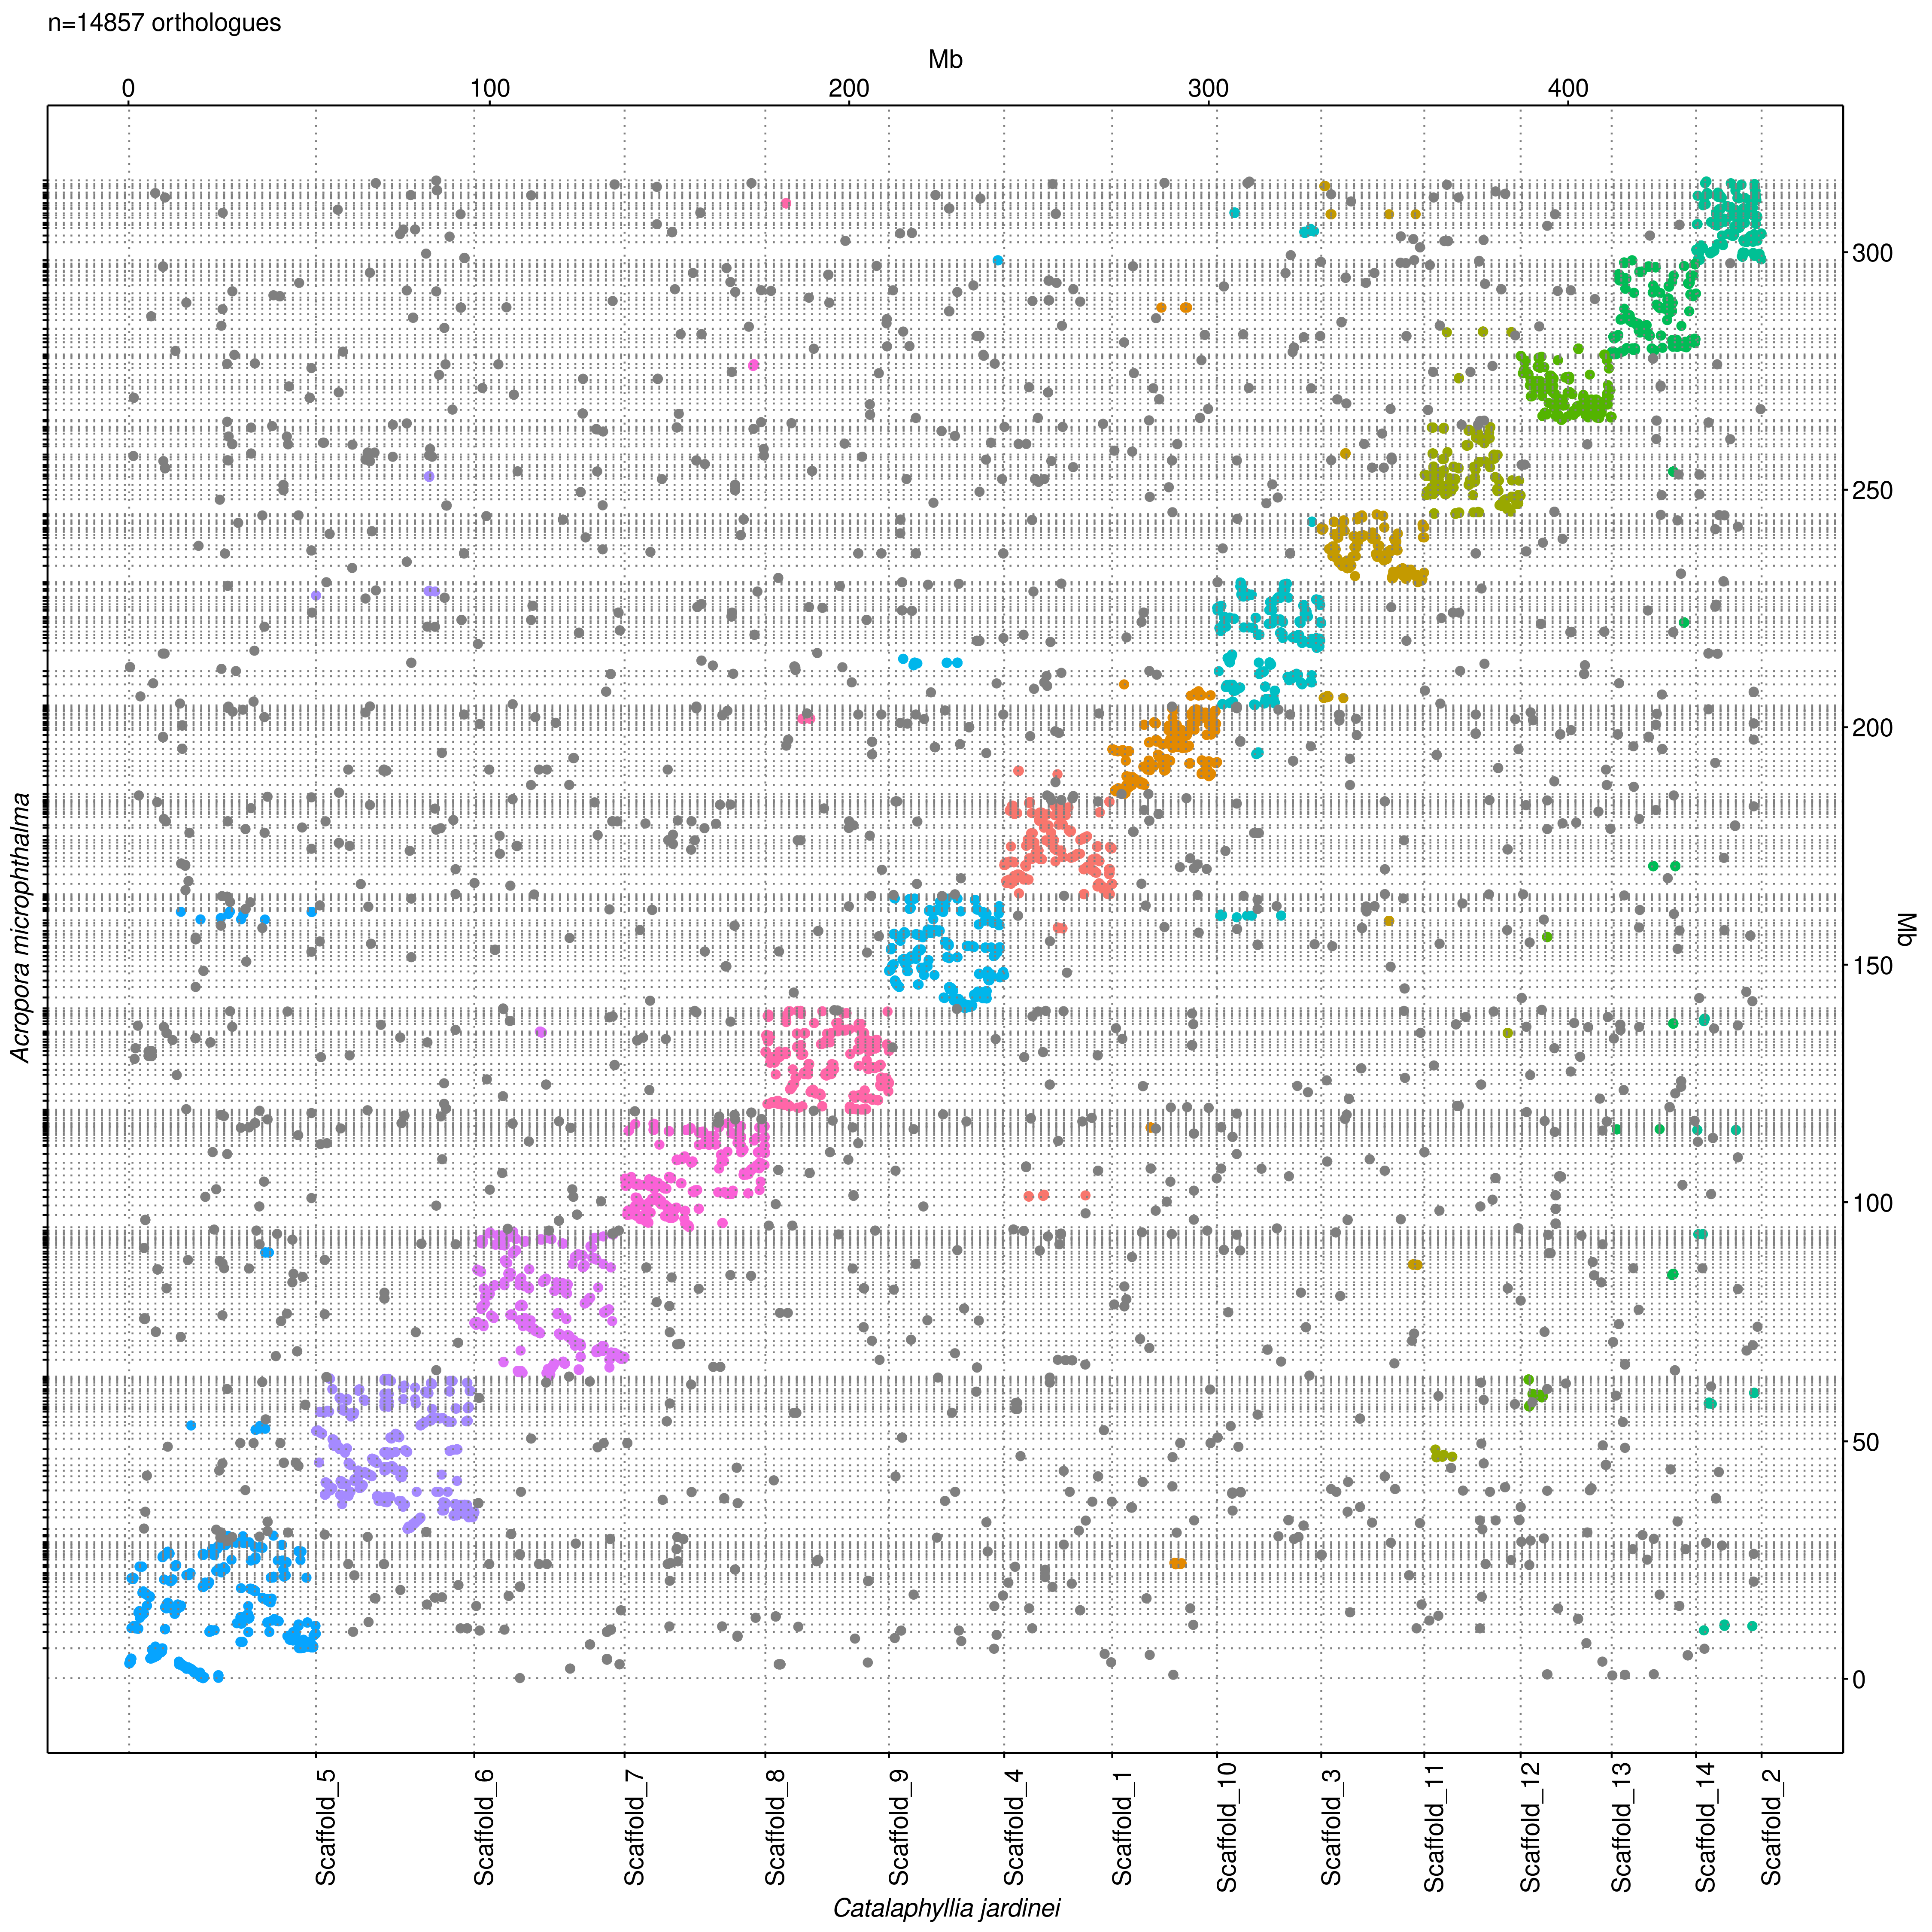 n=14857 orthologues
Mb
0 100 200 300 400
300
250
200
150
100
50
0
Mb
Acropora microphthalma
Scaffold_5
Scaffold_6
Scaffold_7
Scaffold_8
Scaffold_9
Scaffold_4
Scaffold_1
Scaffold_10
Scaffold_3
Scaffold_11
Scaffold_12
Scaffold_13
Scaffold_14
Scaffold_2
Catalaphyllia jardinei